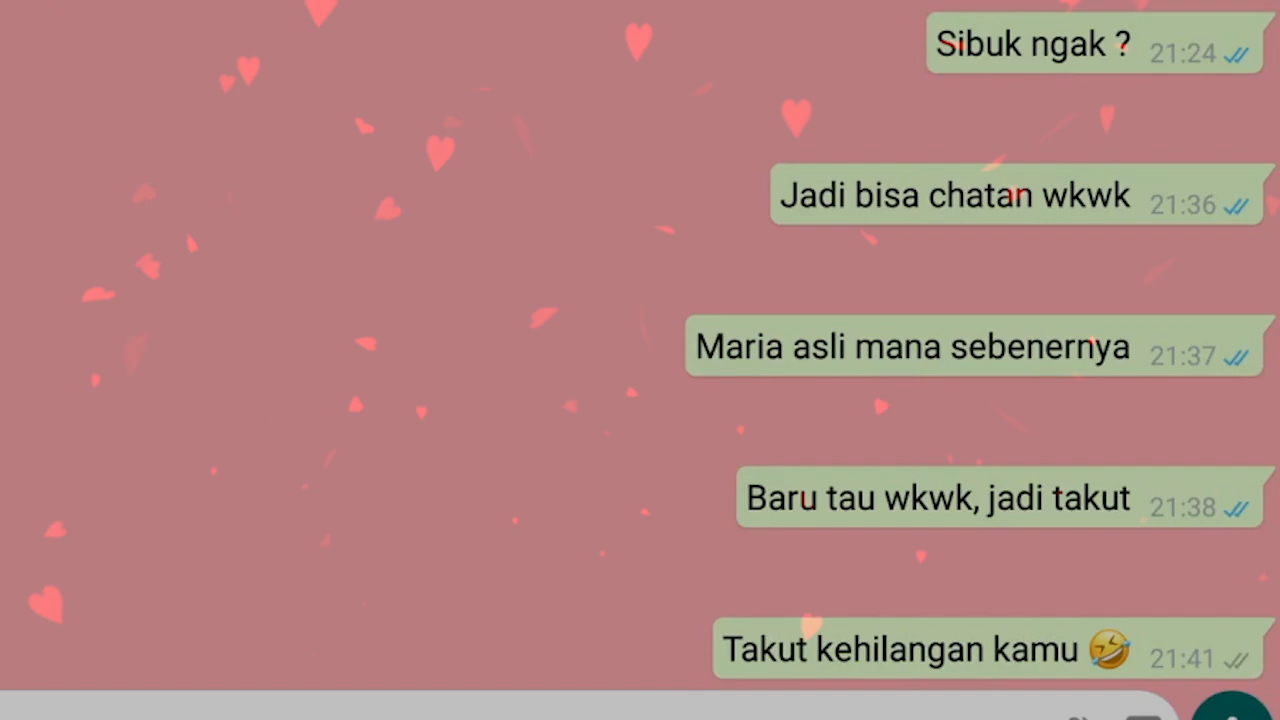 Sibuk ngak ? 21:24
Jadi bisa chatan wkwk 21:36
Maria asli mana sebenernya 21:37
Baru tau wkwk, jadi takut 21:38
Takut kehilangan kamu 🤣 21:41